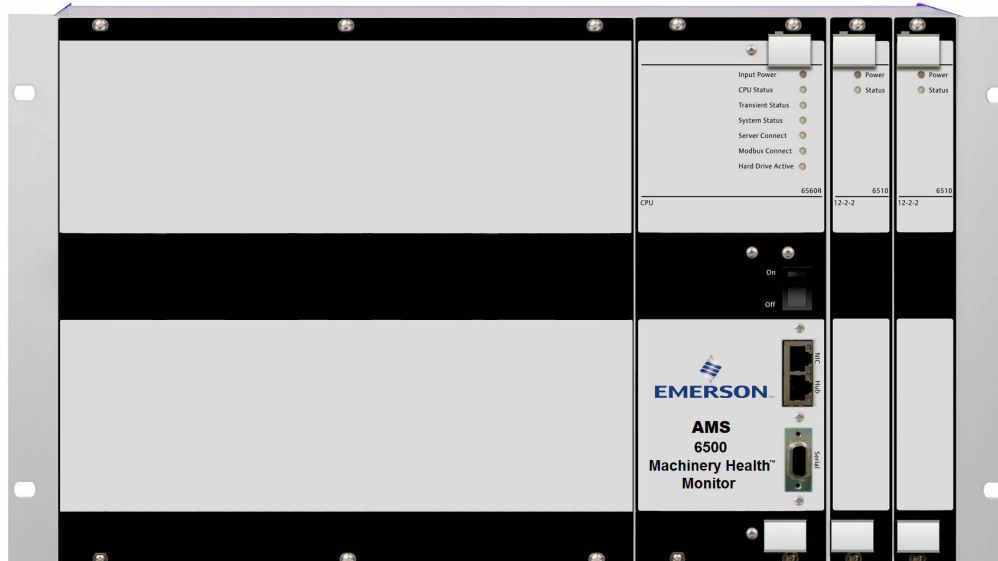 Input Power
CPU Status
Transient Status
System Status
Server Connect
Modbus Connect
Hard Drive Active
6560R
CPU
Power
Status
6510
12-2-2
Power
Status
6510
12-2-2
On
Off
NIC
Hub
EMERSON™
AMS
6500
Machinery Health™
Monitor
Serial